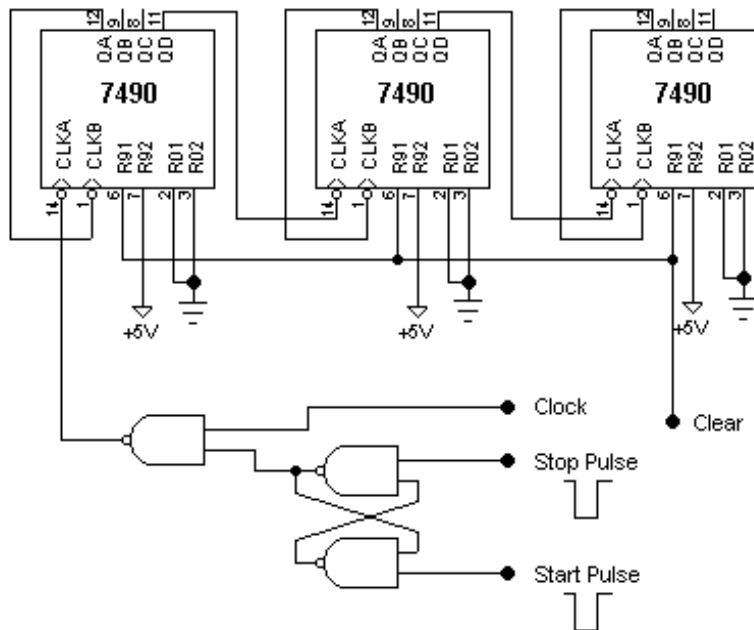 12 9 8 11
QA QB QC QD
7490
CLKA CLKB R91 R92 R01 R02
14 1 6 7 2 3
+5V
12 9 8 11
QA QB QC QD
7490
CLKA CLKB R91 R92 R01 R02
14 1 6 7 2 3
+5V
12 9 8 11
QA QB QC QD
7490
CLKA CLKB R91 R92 R01 R02
14 1 6 7 2 3
+5V
Clock
Clear
Stop Pulse
Start Pulse